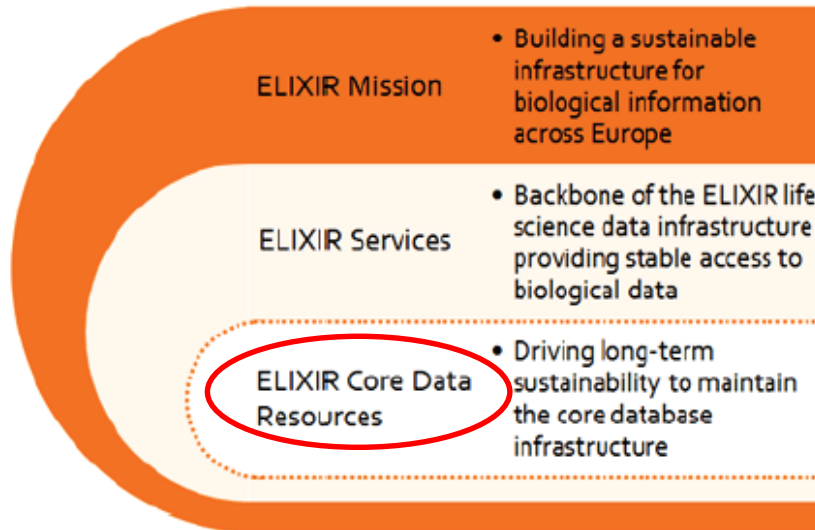 ELIXIR Mission
• Building a sustainable
infrastructure for
biological information
across Europe
ELIXIR Services
• Backbone of the ELIXIR life
science data infrastructure
providing stable access to
biological data
ELIXIR Core Data
Resources
• Driving long-term
sustainability to maintain
the core database
infrastructure